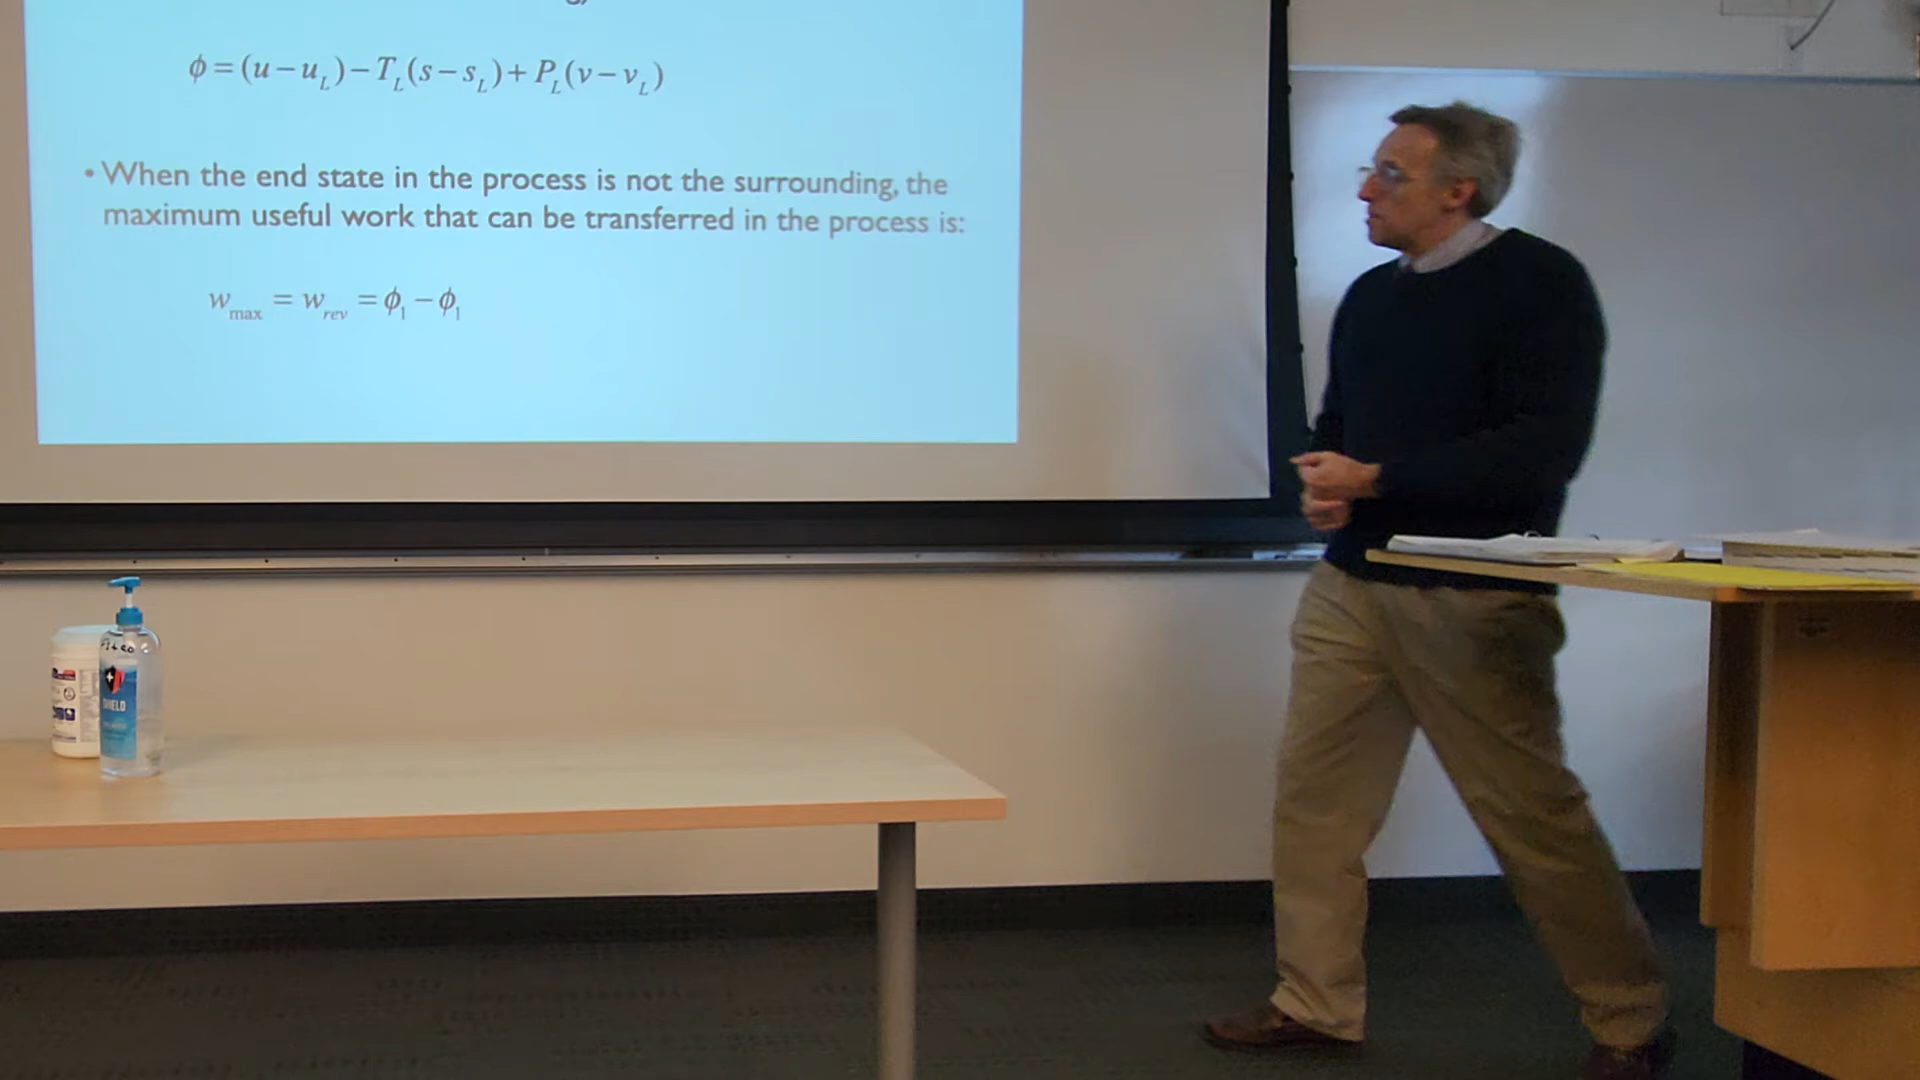 ϕ=(u−u_L)−T_L(s−s_L)+P_L(v−v_L)
• When the end state in the process is not the surrounding, the
maximum useful work that can be transferred in the process is:
w_max = w_rev = ϕ_1 − ϕ_1
SHIELD